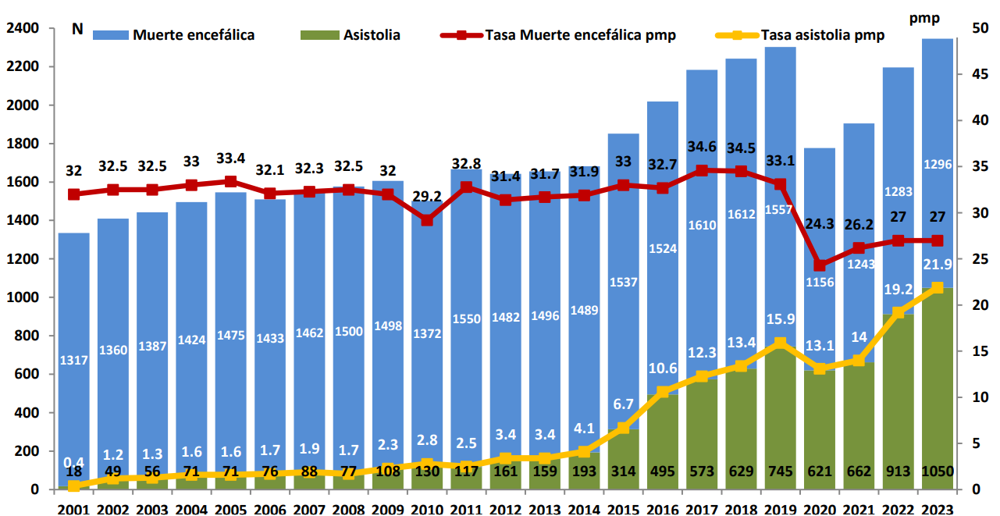 N pmp
Muerte encefálica Asistolia Tasa Muerte encefálica pmp Tasa asistolia pmp
2400 2200 2000 1800 1600 1400 1200 1000 800 600 400 200 0
50 45 40 35 30 25 20 15 10 5 0
32 32.5 32.5 33 33.4 32.1 32.3 32.5 32 29.2 32.8 31.4 31.7 31.9 33 32.7 34.6 34.5 33.1 24.3 26.2 27 27
1317 1360 1387 1424 1475 1433 1462 1500 1498 1372 1550 1482 1496 1489 1537 1524 1610 1612 1557 1156 1243 1283 1296
0.4 1.2 1.3 1.6 1.6 1.7 1.9 1.7 2.3 2.8 2.5 3.4 3.4 4.1 6.7 10.6 12.3 13.4 15.9 13.1 14 19.2 21.9
18 49 56 71 71 76 88 77 108 130 117 161 159 193 314 495 573 629 745 621 662 913 1050
2001 2002 2003 2004 2005 2006 2007 2008 2009 2010 2011 2012 2013 2014 2015 2016 2017 2018 2019 2020 2021 2022 2023